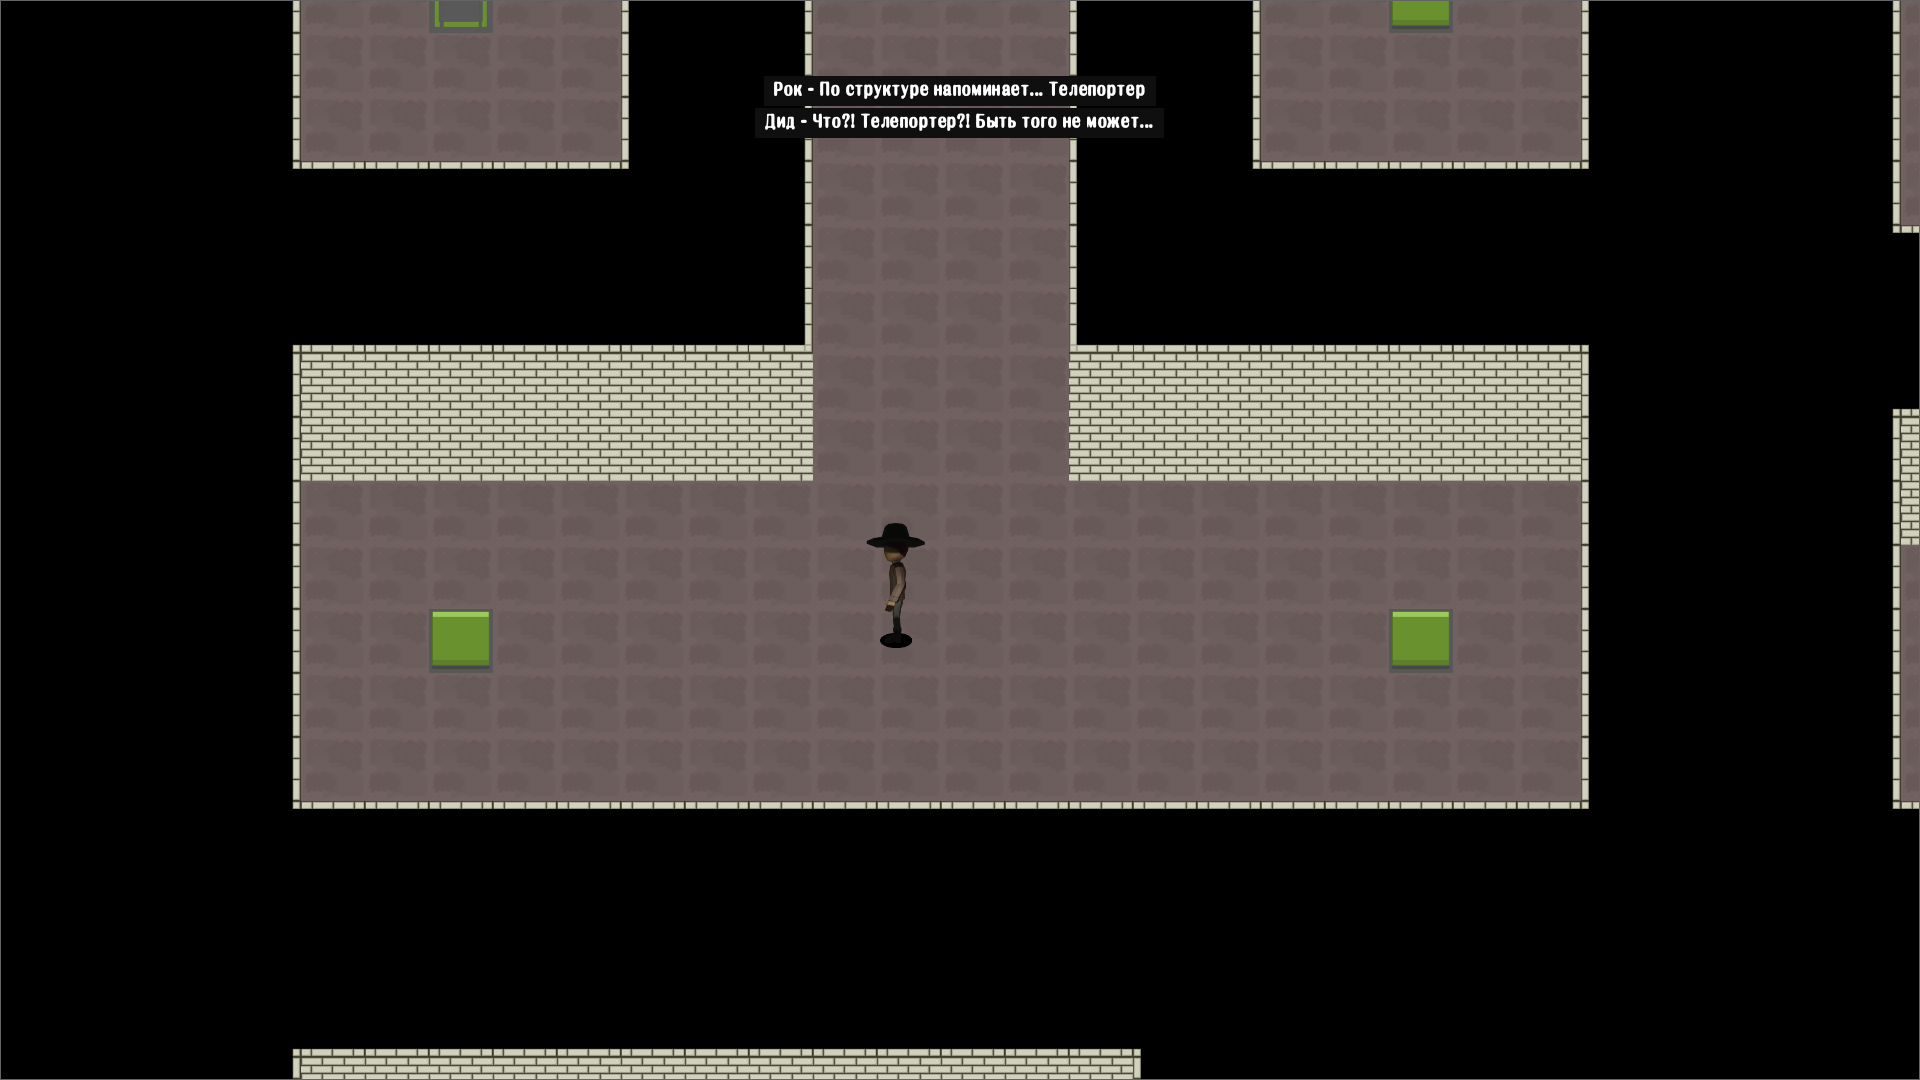 Рок - По структуре напоминает... Телепортер
Дид - Что?! Телепортер?! Быть того не может...